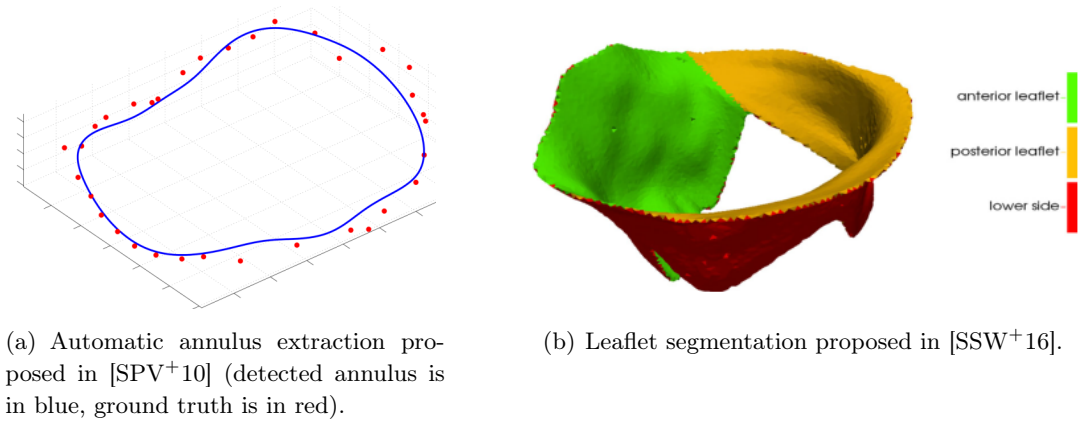 anterior leaflet
posterior leaflet
lower side
(a) Automatic annulus extraction pro-
posed in [SPV+10] (detected annulus is
in blue, ground truth is in red).
(b) Leaflet segmentation proposed in [SSW+16].